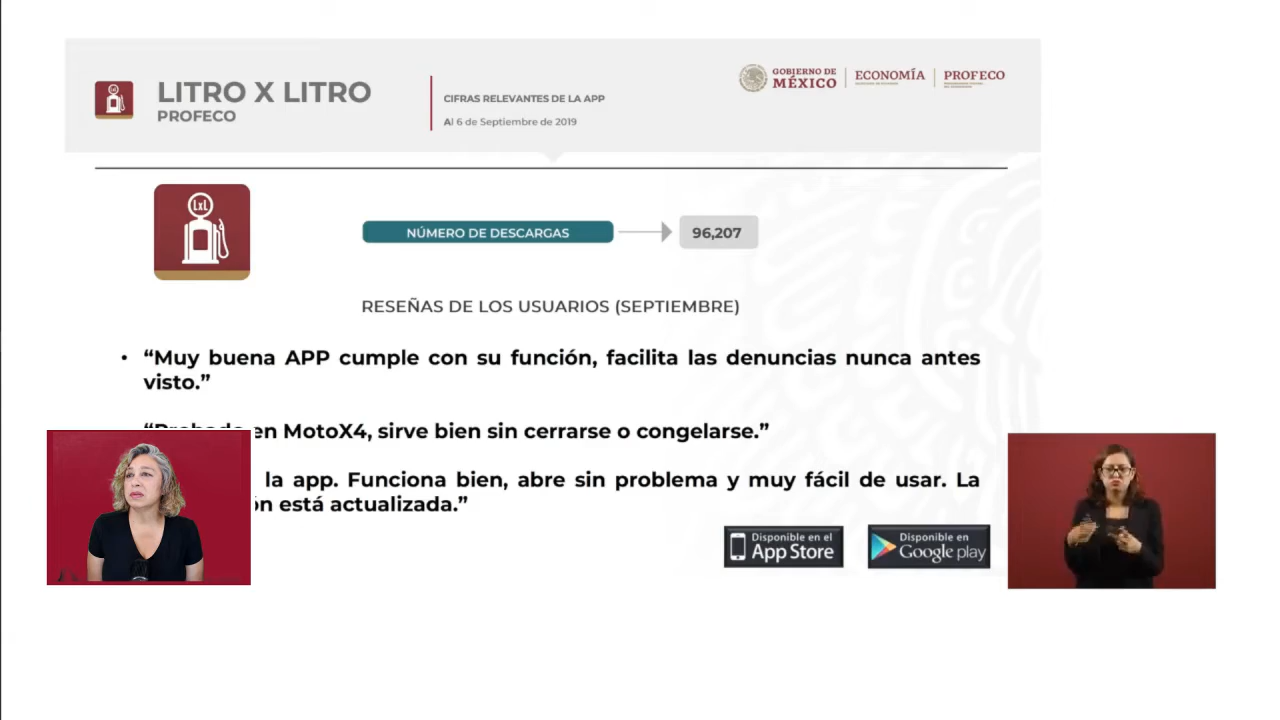 LITRO X LITRO
PROFECO
CIFRAS RELEVANTES DE LA APP
Al 6 de Septiembre de 2019
GOBIERNO DE
MÉXICO
ECONOMÍA
PROFECO
LxL
NÚMERO DE DESCARGAS
96,207
RESEÑAS DE LOS USUARIOS (SEPTIEMBRE)
• “Muy buena APP cumple con su función, facilita las denuncias nunca antes
visto.”
“Probado en MotoX4, sirve bien sin cerrarse o congelarse.”
la app. Funciona bien, abre sin problema y muy fácil de usar. La
ón está actualizada.”
Disponible en el
App Store
Disponible en
Google play